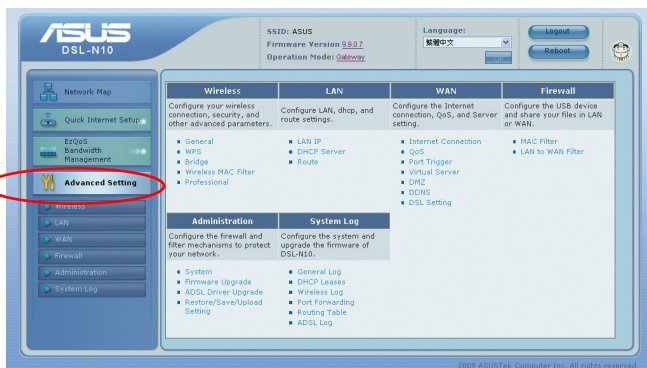 ASUS
DSL-N10
SSID: ASUS
Firmware Version 9.9.0.7
Operation Mode: Gateway
Language:
繁體中文
Logout
Reboot
Network Map
Quick Internet Setup
EzQoS
Bandwidth
Management
Advanced Setting
Wireless
LAN
WAN
Firewall
Administration
System Log
Wireless
Configure your wireless
connection, security, and
other advanced parameters.
General
WPS
Bridge
Wireless MAC Filter
Professional
LAN
Configure LAN, dhcp, and
route settings.
LAN IP
DHCP Server
Route
WAN
Configure the Internet
connection, QoS, and Server
setting.
Internet Connection
QoS
Port Trigger
Virtual Server
DMZ
DDNS
DSL Setting
Firewall
Configure the USB device
and share your files in LAN
or WAN.
MAC Filter
LAN to WAN Filter
Administration
Configure the firewall and
filter mechanisms to protect
your network.
System
Firmware Upgrade
ADSL Driver Upgrade
Restore/Save/Upload
Setting
System Log
Configure the system and
upgrade the firmware of
DSL-N10.
General Log
DHCP Leases
Wireless Log
Port Forwarding
Routing Table
ADSL Log
2009 ASUSTek Computer Inc. All rights reserved.